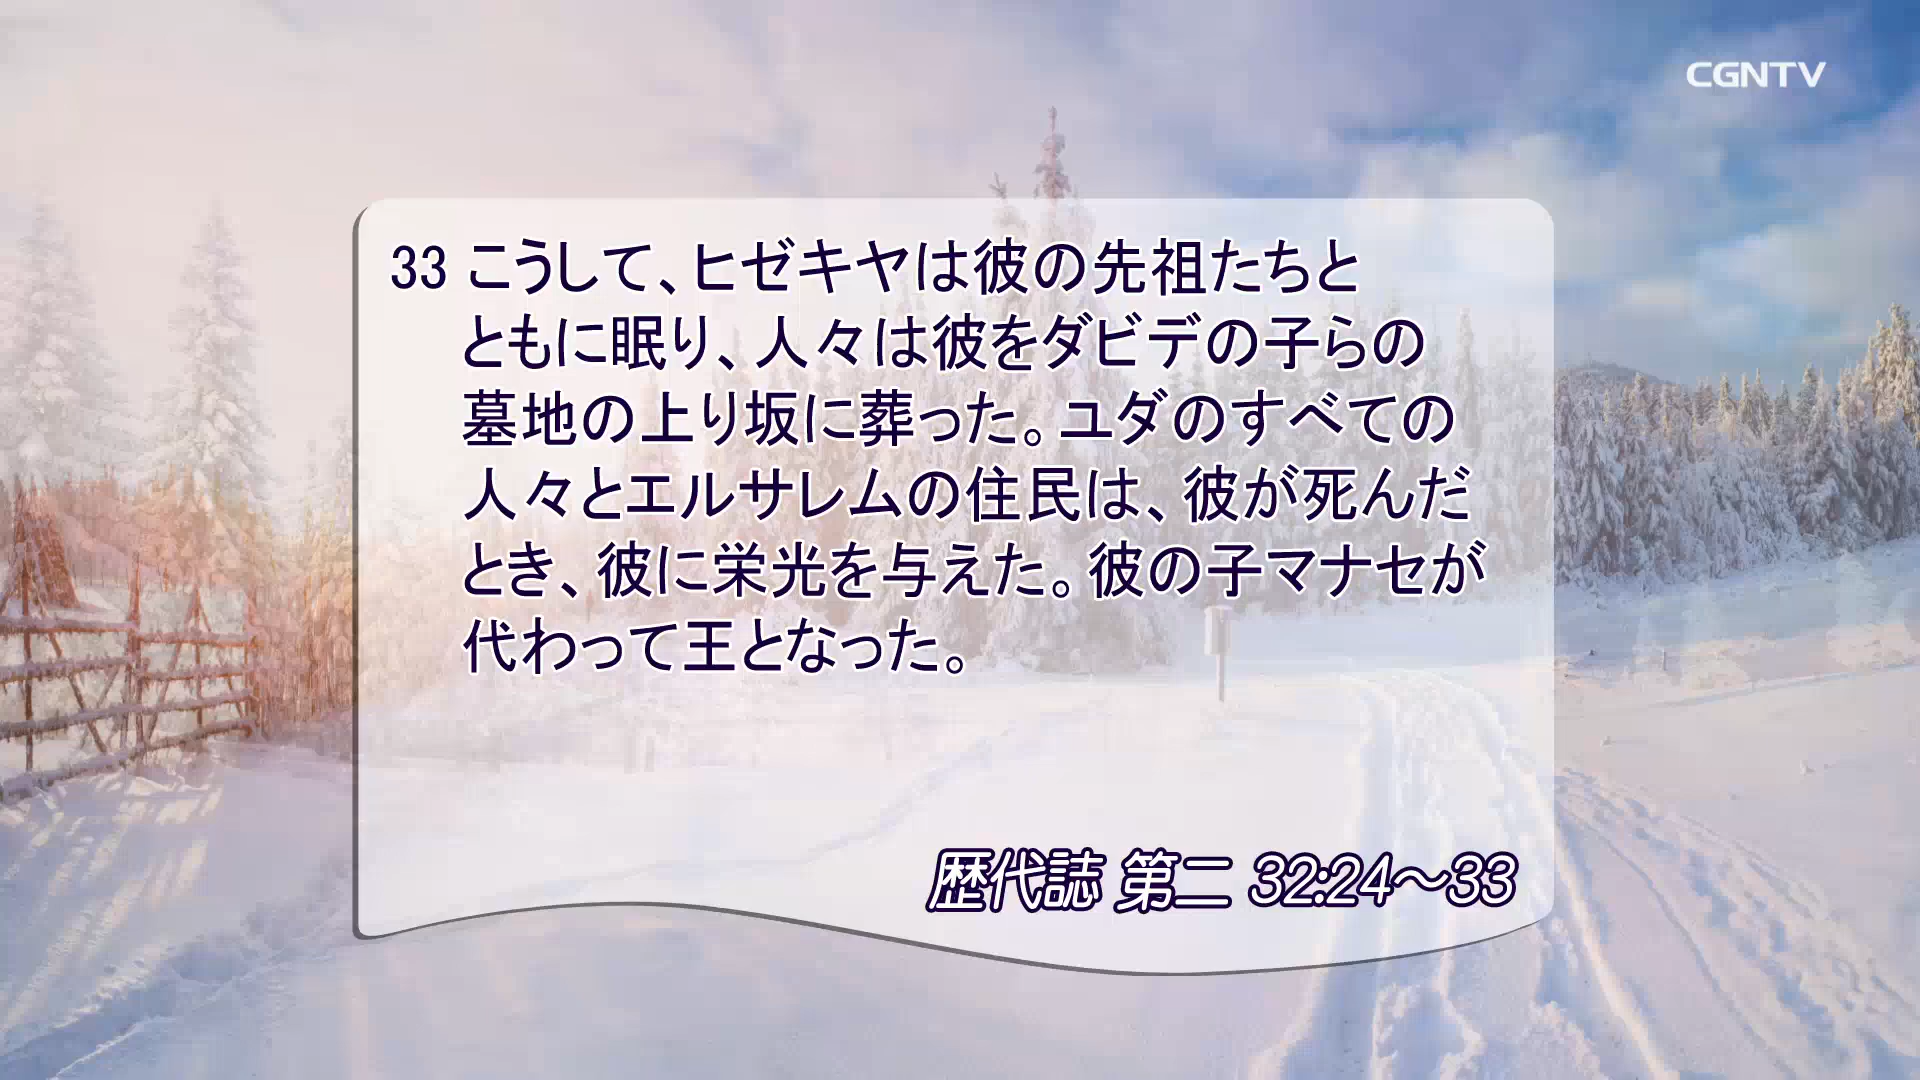 CGNTV
33 こうして、ヒゼキヤは彼の先祖たちと
ともに眠り、人々は彼をダビデの子らの
墓地の上り坂に葬った。ユダのすべての
人々とエルサレムの住民は、彼が死んだ
とき、彼に栄光を与えた。彼の子マナセが
代わって王となった。
歴代誌 第二 32:24～33